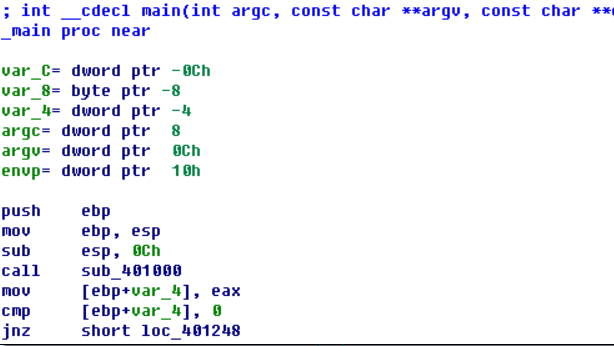 ; int __cdecl main(int argc, const char **argv, const char **
_main proc near
var_C= dword ptr -0Ch
var_8= byte ptr -8
var_4= dword ptr -4
argc= dword ptr  8
argv= dword ptr  0Ch
envp= dword ptr  10h
push    ebp
mov     ebp, esp
sub     esp, 0Ch
call    sub_401000
mov     [ebp+var_4], eax
cmp     [ebp+var_4], 0
jnz     short loc_401248